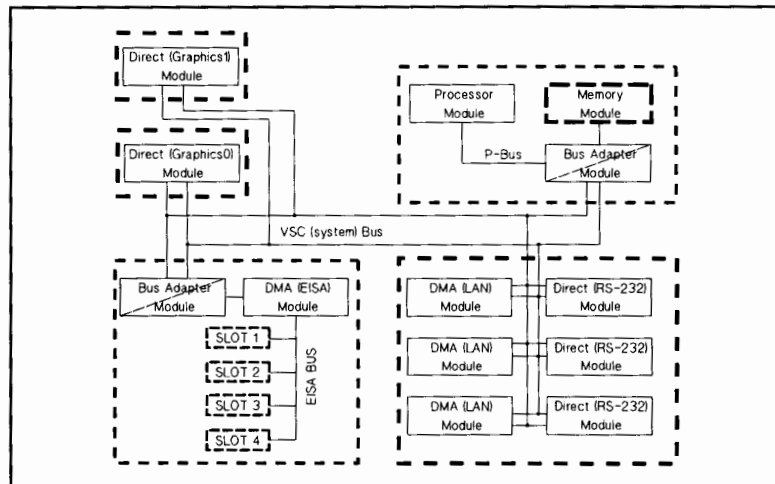 Direct (Graphics1)
Module
Direct (Graphics0)
Module
Processor
Module
Memory
Module
P-Bus
Bus Adapter
Module
VSC (system) Bus
Bus Adapter
Module
DMA (EISA)
Module
SLOT 1
SLOT 2
SLOT 3
SLOT 4
EISA BUS
DMA (LAN)
Module
Direct (RS-232)
Module
DMA (LAN)
Module
Direct (RS-232)
Module
DMA (LAN)
Module
Direct (RS-232)
Module